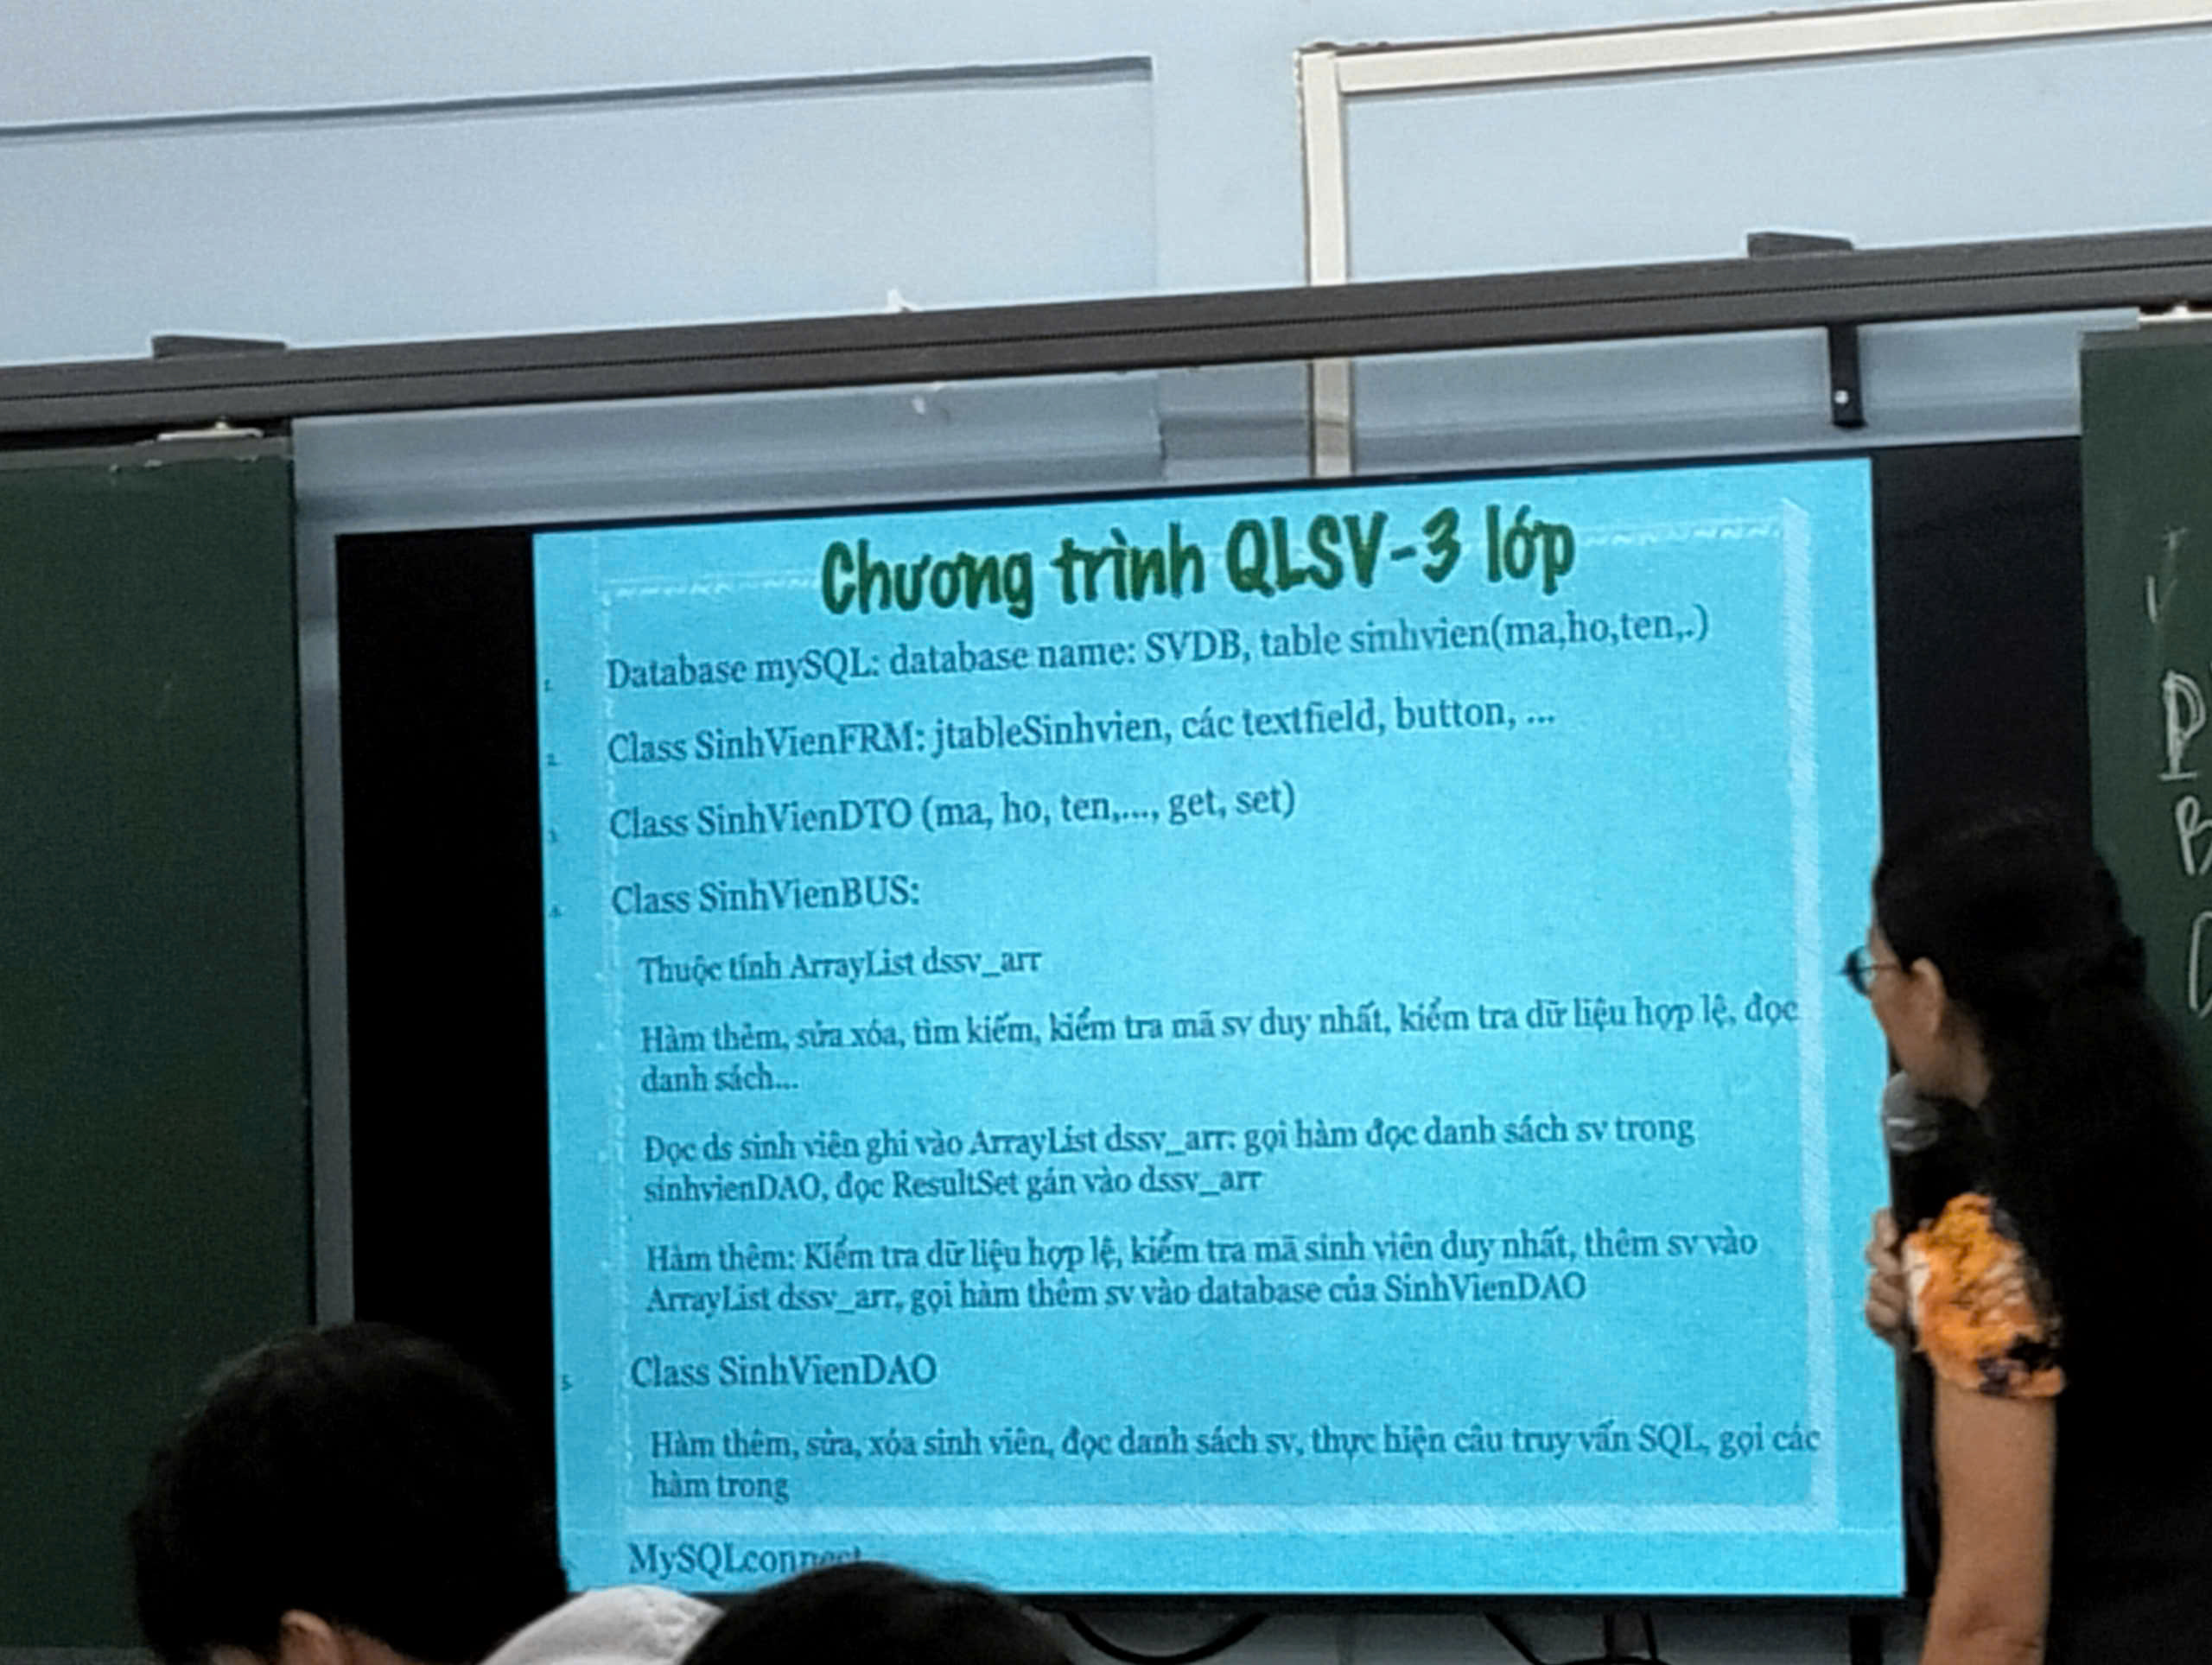 Chương trình QLSV-3 lớp
1. Database mySQL: database name: SVDB, table sinhvien(ma,ho,ten,.)
2. Class SinhVienFRM: jtableSinhvien, các textfield, button, ...
3. Class SinhVienDTO (ma, ho, ten,..., get, set)
4. Class SinhVienBUS:
Thuộc tính ArrayList dssv_arr
Hàm thêm, sửa xóa, tìm kiếm, kiểm tra mã sv duy nhất, kiểm tra dữ liệu hợp lệ, đọc
danh sách...
Đọc ds sinh viên ghi vào ArrayList dssv_arr: gọi hàm đọc danh sách sv trong
sinhvienDAO, đọc ResultSet gán vào dssv_arr
Hàm thêm: Kiểm tra dữ liệu hợp lệ, kiểm tra mã sinh viên duy nhất, thêm sv vào
ArrayList dssv_arr, gọi hàm thêm sv vào database của SinhVienDAO
5. Class SinhVienDAO
Hàm thêm, sửa, xóa sinh viên, đọc danh sách sv, thực hiện câu truy vấn SQL, gọi các
hàm trong
MySQLconnect
P
B